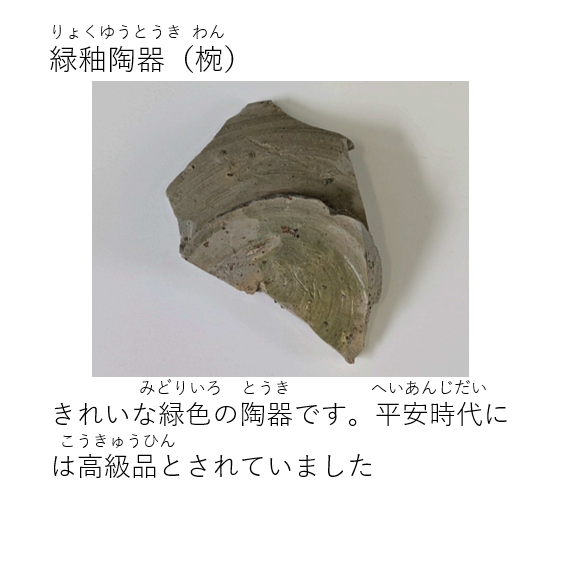 りょくゆうとうき わん
緑釉陶器（椀）
みどりいろ とうき へいあんじだい
きれいな緑色の陶器です。平安時代に
こうきゅうひん
は高級品とされていました